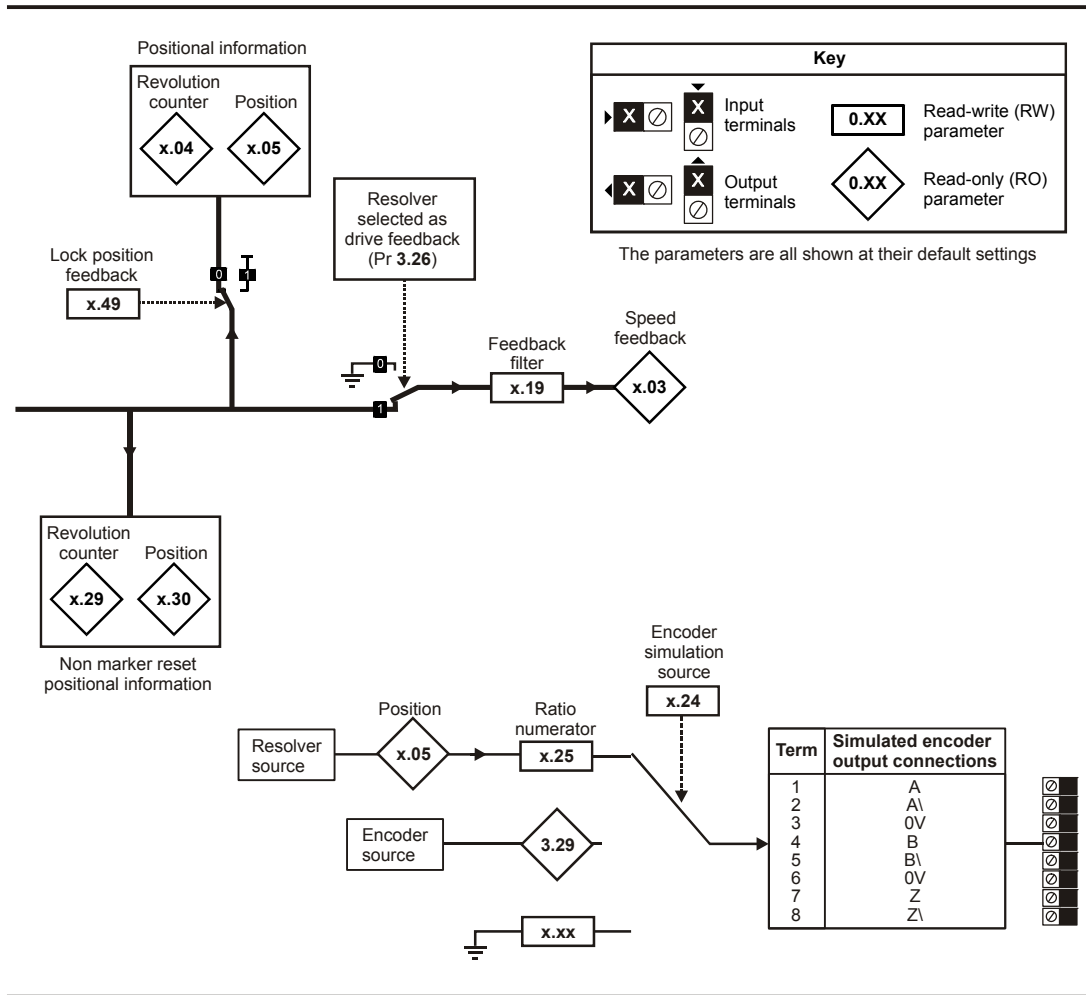 Positional information
Revolution
counter
Position
x.04
x.05
Key
X
X
Input
terminals
0.XX
Read-write (RW)
parameter
X
X
Output
terminals
0.XX
Read-only (RO)
parameter
The parameters are all shown at their default settings
Resolver
selected as
drive feedback
(Pr 3.26)
Lock position
feedback
x.49
0
1
0
1
Feedback
filter
x.19
Speed
feedback
x.03
Revolution
counter
Position
x.29
x.30
Non marker reset
positional information
Encoder
simulation
source
x.24
Resolver
source
Position
x.05
Ratio
numerator
x.25
Encoder
source
3.29
x.xx
Term
Simulated encoder
output connections
1 A
2 A\
3 0V
4 B
5 B\
6 0V
7 Z
8 Z\